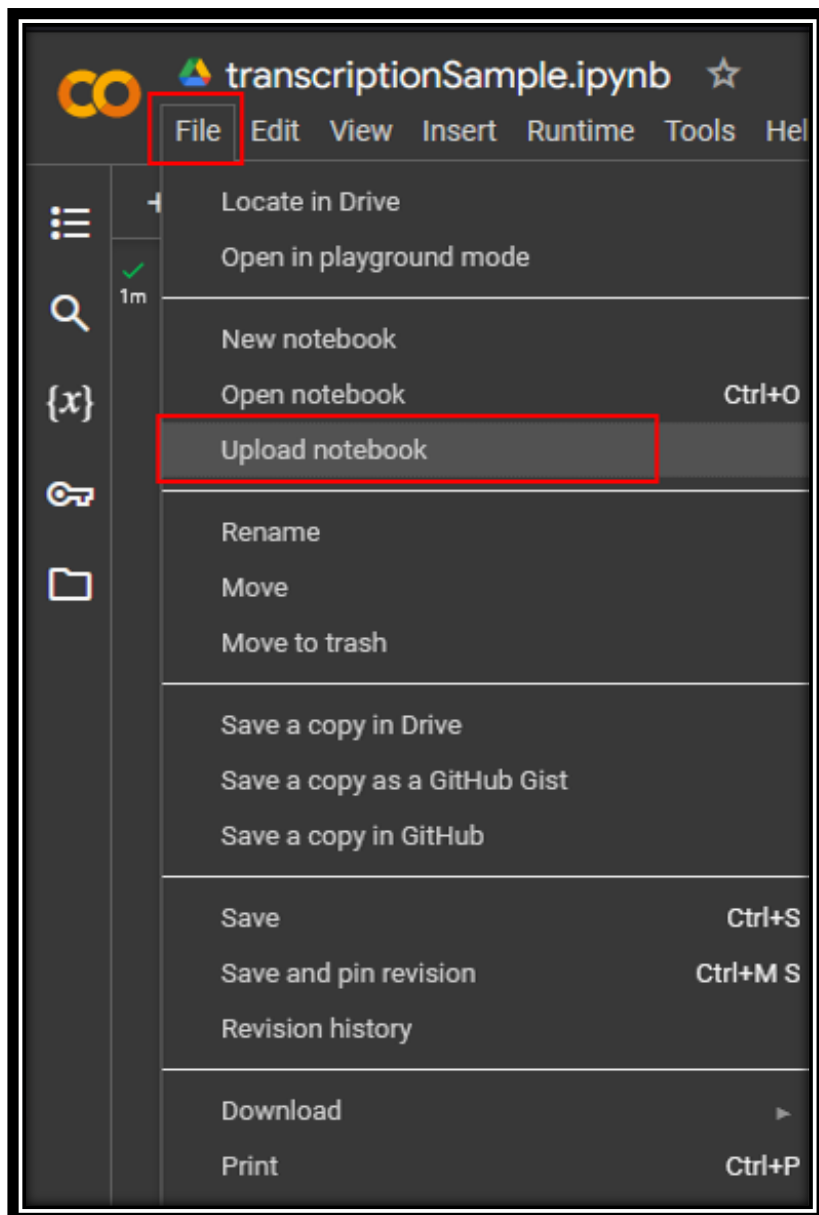 transcriptionSample.ipynb
File Edit View Insert Runtime Tools Hel
Locate in Drive
Open in playground mode
1m
New notebook
{x}
Open notebook Ctrl+O
Upload notebook
Rename
Move
Move to trash
Save a copy in Drive
Save a copy as a GitHub Gist
Save a copy in GitHub
Save Ctrl+S
Save and pin revision Ctrl+M S
Revision history
Download
Print Ctrl+P